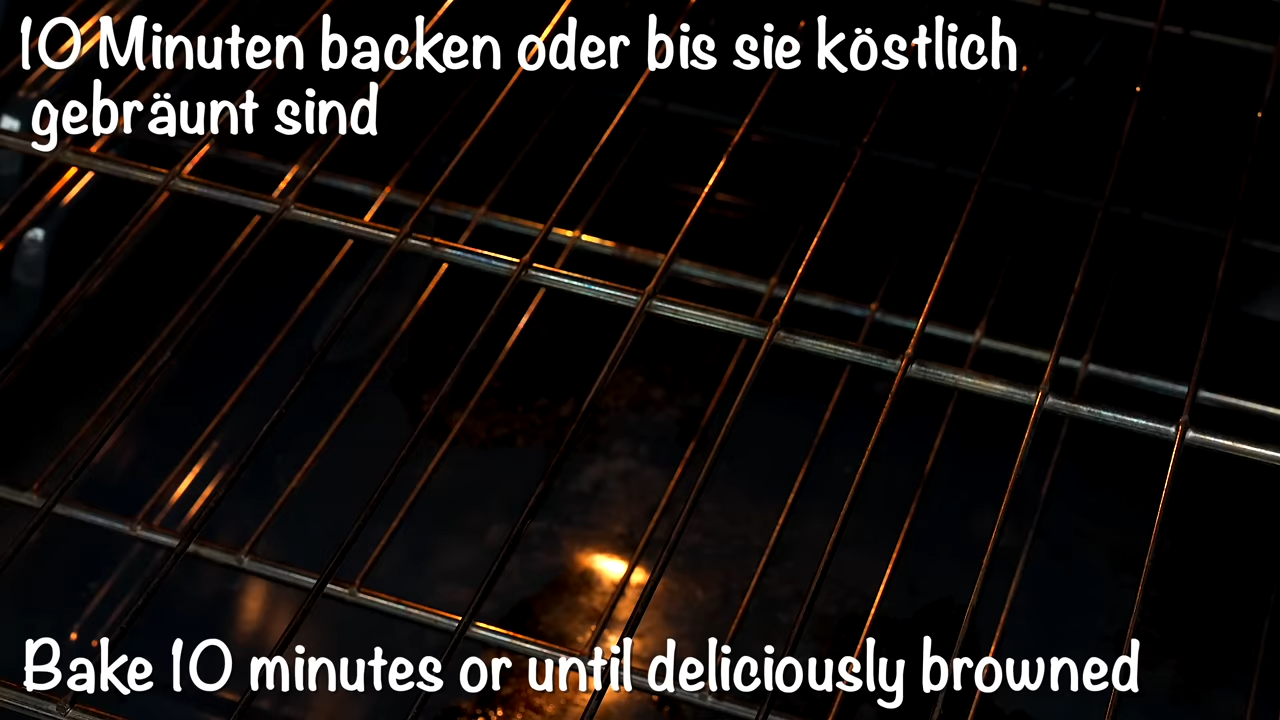 10 Minuten backen oder bis sie köstlich
gebräunt sind
Bake 10 minutes or until deliciously browned